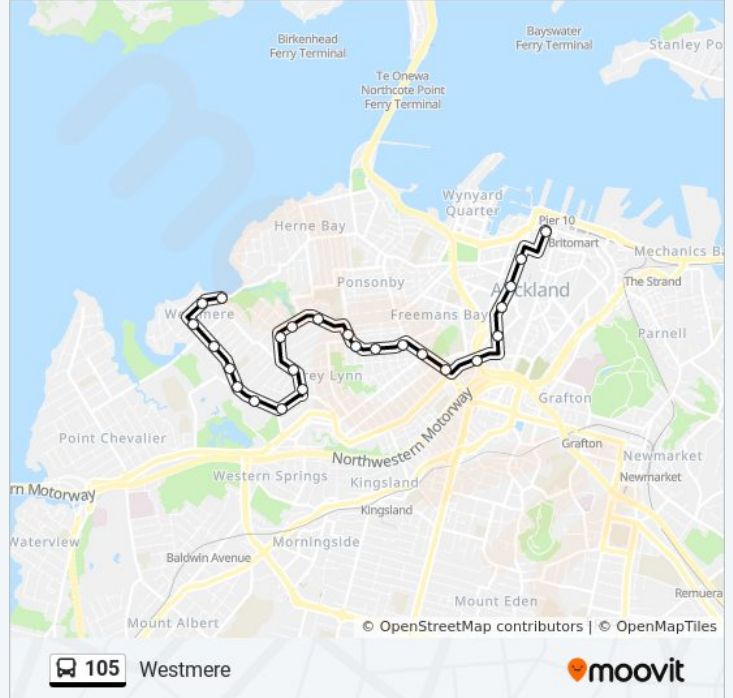 Birkenhead
Ferry Terminal
Bayswater
Ferry Terminal
Stanley Po
Te Onewa
Northcote Point
Ferry Terminal
Wynyard
Quarter
Pier 10
Herne Bay
Britomart
Mechanics Ba
Ponsonby
The Strand
Auckland
Westmere
Freemans Bay
Parnell
rey Lynn
Grafton
Point Chevalier
Grafton
Northwestern Motorway
Newmarket
Western Springs
Kingsland
Newmarket
rn Motorway
Kingsland
Waterview
Morningside
Baldwin Avenue
Remuera
Mount Eden
Mount Albert
© OpenStreetMap contributors | © OpenMapTiles
105 Westmere
moovit